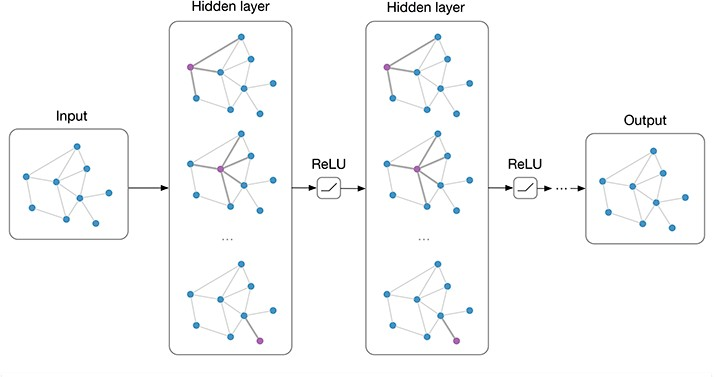 Hidden layer
Hidden layer
Input
Output
ReLU
ReLU
...
...
...